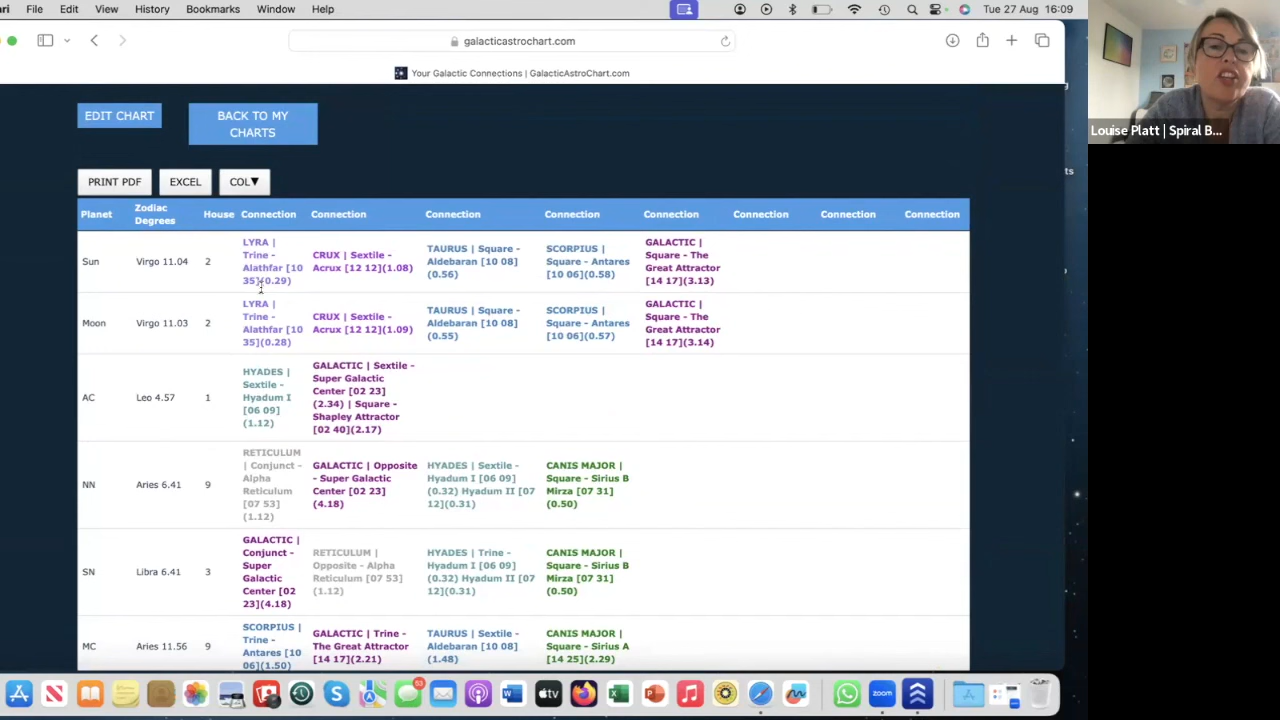 ari File Edit View History Bookmarks Window Help Tue 27 Aug 16:09
galacticastrochart.com
Your Galactic Connections | GalacticAstroChart.com
Louise Platt | Spiral B...
EDIT CHART
BACK TO MY
CHARTS
PRINT PDF EXCEL COL▼
Planet Zodiac Degrees House Connection Connection Connection Connection Connection Connection Connection Connection
Sun Virgo 11.04 2
LYRA |
Trine -
Alathfar [10
35](0.29)
CRUX | Sextile -
Acrux [12 12](1.08)
TAURUS | Square -
Aldebaran [10 08]
(0.56)
SCORPIUS |
Square - Antares
[10 06](0.58)
GALACTIC |
Square - The
Great Attractor
[14 17](3.13)
Moon Virgo 11.03 2
LYRA |
Trine -
Alathfar [10
35](0.28)
CRUX | Sextile -
Acrux [12 12](1.09)
TAURUS | Square -
Aldebaran [10 08]
(0.55)
SCORPIUS |
Square - Antares
[10 06](0.57)
GALACTIC |
Square - The
Great Attractor
[14 17](3.14)
AC Leo 4.57 1
HYADES |
Sextile -
Hyadum I
[06 09]
(1.12)
GALACTIC | Sextile -
Super Galactic
Center [02 23]
(2.34) | Square -
Shapley Attractor
[02 40](2.17)
NN Aries 6.41 9
RETICULUM
| Conjunct -
Alpha
Reticulum
[07 53]
(1.12)
GALACTIC | Opposite
- Super Galactic
Center [02 23]
(4.18)
HYADES | Sextile -
Hyadum I [06 09]
(0.32) Hyadum II [07
12](0.31)
CANIS MAJOR |
Square - Sirius B
Mirza [07 31]
(0.50)
SN Libra 6.41 3
GALACTIC |
Conjunct -
Super
Galactic
Center [02
23](4.18)
RETICULUM |
Opposite - Alpha
Reticulum [07 53]
(1.12)
HYADES | Trine -
Hyadum I [06 09]
(0.32) Hyadum II [07
12](0.31)
CANIS MAJOR |
Square - Sirius B
Mirza [07 31]
(0.50)
MC Aries 11.56 9
SCORPIUS |
Trine -
Antares [10
06](1.50)
GALACTIC | Trine -
The Great Attractor
[14 17](2.21)
TAURUS | Sextile -
Aldebaran [10 08]
(1.48)
CANIS MAJOR |
Square - Sirius A
[14 25](2.29)
ts
zoom